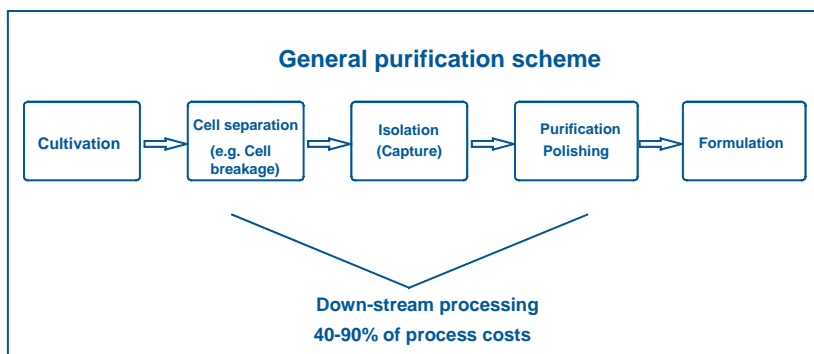 General purification scheme
Cultivation
Cell separation
(e.g. Cell
breakage)
Isolation
(Capture)
Purification
Polishing
Formulation
Down-stream processing
40-90% of process costs